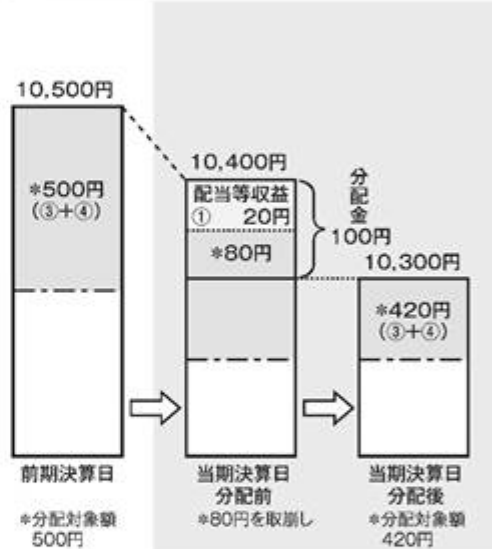 10,500円
*500円
(③+④)
前期決算日
*分配対象額
500円
10,400円
配当等収益
① 20円
*80円
分配金
100円
当期決算日
分配前
*80円を取崩し
10,300円
*420円
(③+④)
当期決算日
分配後
*分配対象額
420円